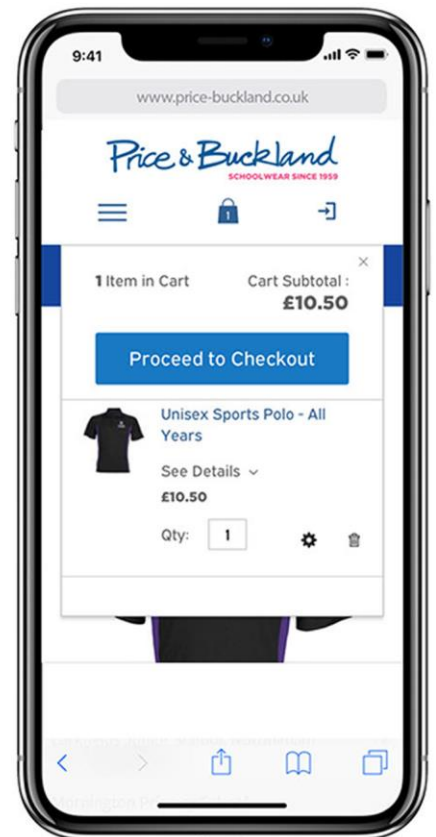 9:41
www.price-buckland.co.uk
Price & Buckland
SCHOOLWEAR SINCE 1959
1
1 Item in Cart
Cart Subtotal :
£10.50
Proceed to Checkout
Unisex Sports Polo - All
Years
See Details
£10.50
Qty: 1